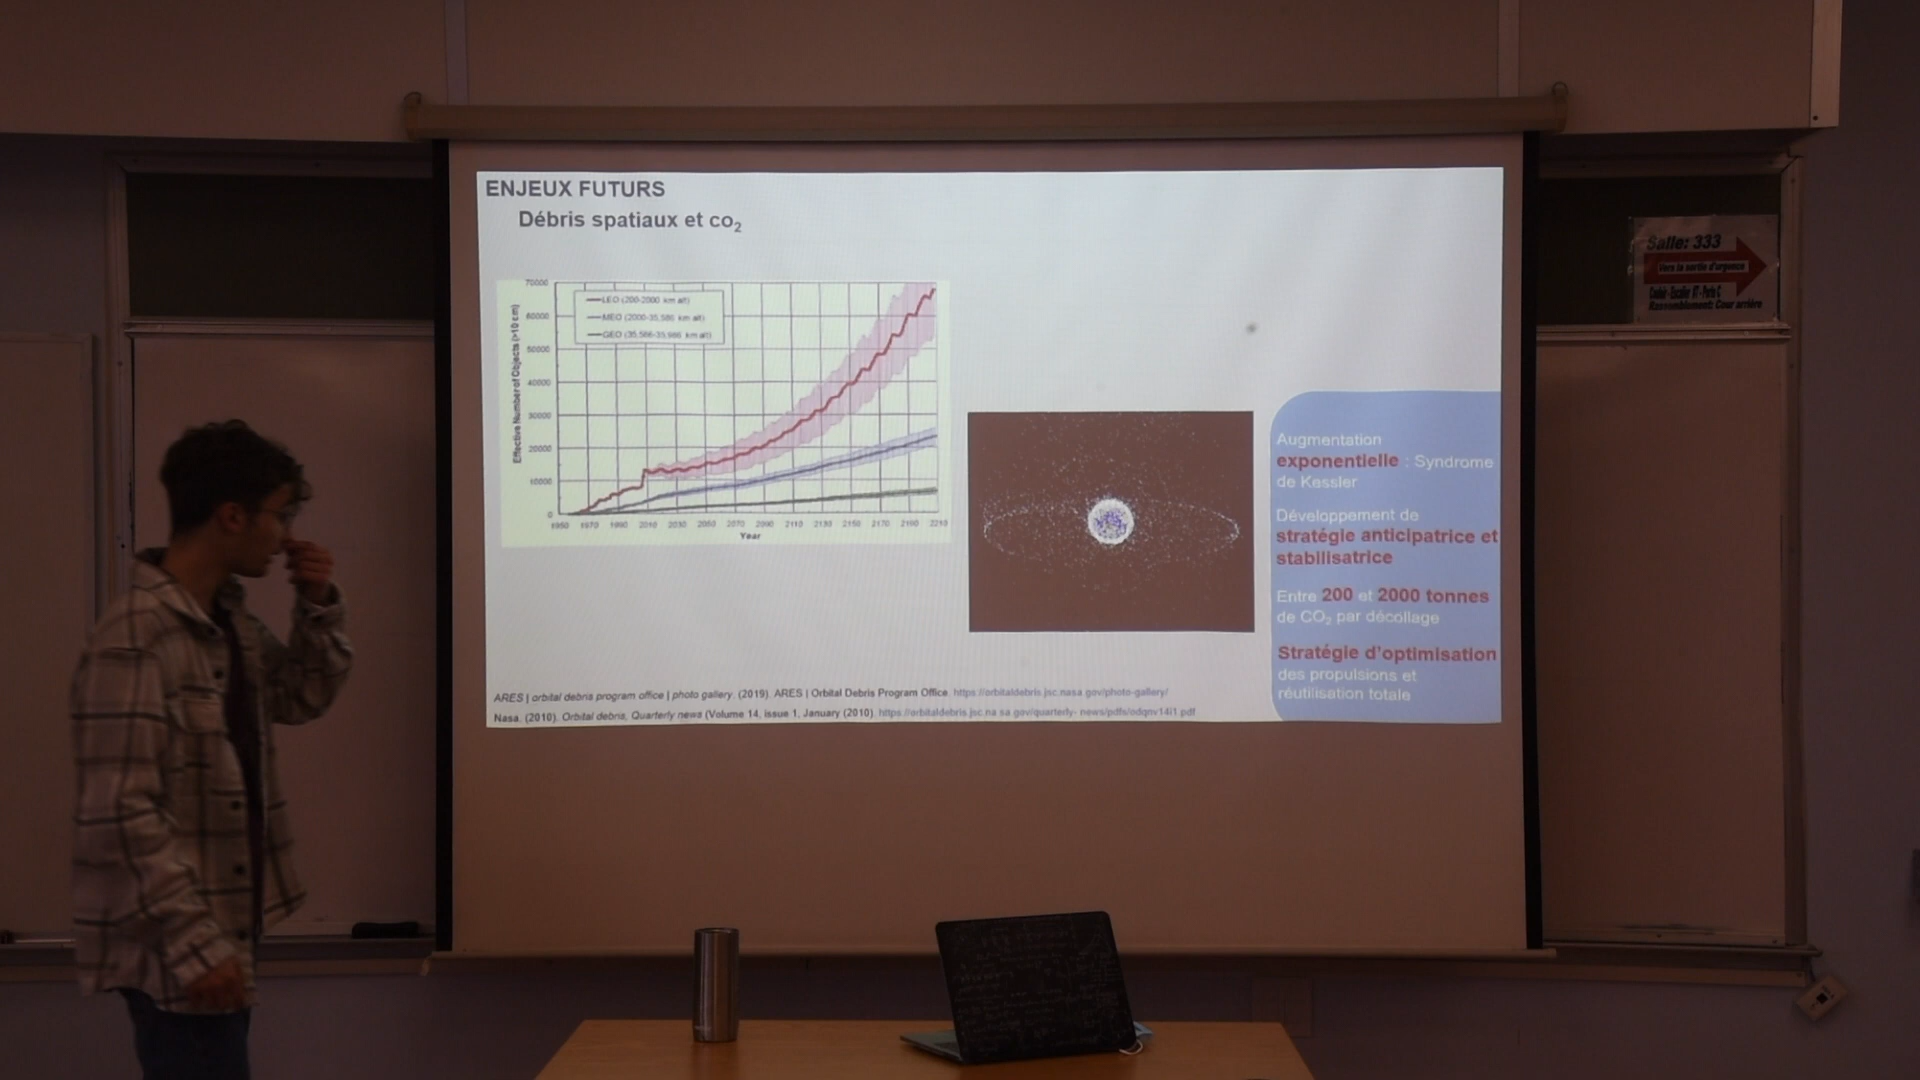 ENJEUX FUTURS
Débris spatiaux et co₂
70000
60000
50000
40000
30000
20000
10000
0
Effective Number of Objects (>10 cm)
LEO (200-2000 km alt)
MEO (2000-35,586 km alt)
GEO (35,586-35,986 km alt)
1950 1970 1990 2010 2030 2050 2070 2090 2110 2130 2150 2170 2190 2210
Year
Augmentation
exponentielle : Syndrome
de Kessler
Développement de
stratégie anticipatrice et
stabilisatrice
Entre 200 et 2000 tonnes
de CO₂ par décollage
Stratégie d'optimisation
des propulsions et
réutilisation totale
ARES | orbital debris program office | photo gallery. (2019). ARES | Orbital Debris Program Office. https://orbitaldebris.jsc.nasa.gov/photo-gallery/
Nasa. (2010). Orbital debris, Quarterly news (Volume 14, issue 1, January (2010). https://orbitaldebris.jsc.na sa.gov/quarterly- news/pdfs/odqnv14i1.pdf
Salle: 333
Vers la sortie d'urgence
Rassemblement: Cour arrière